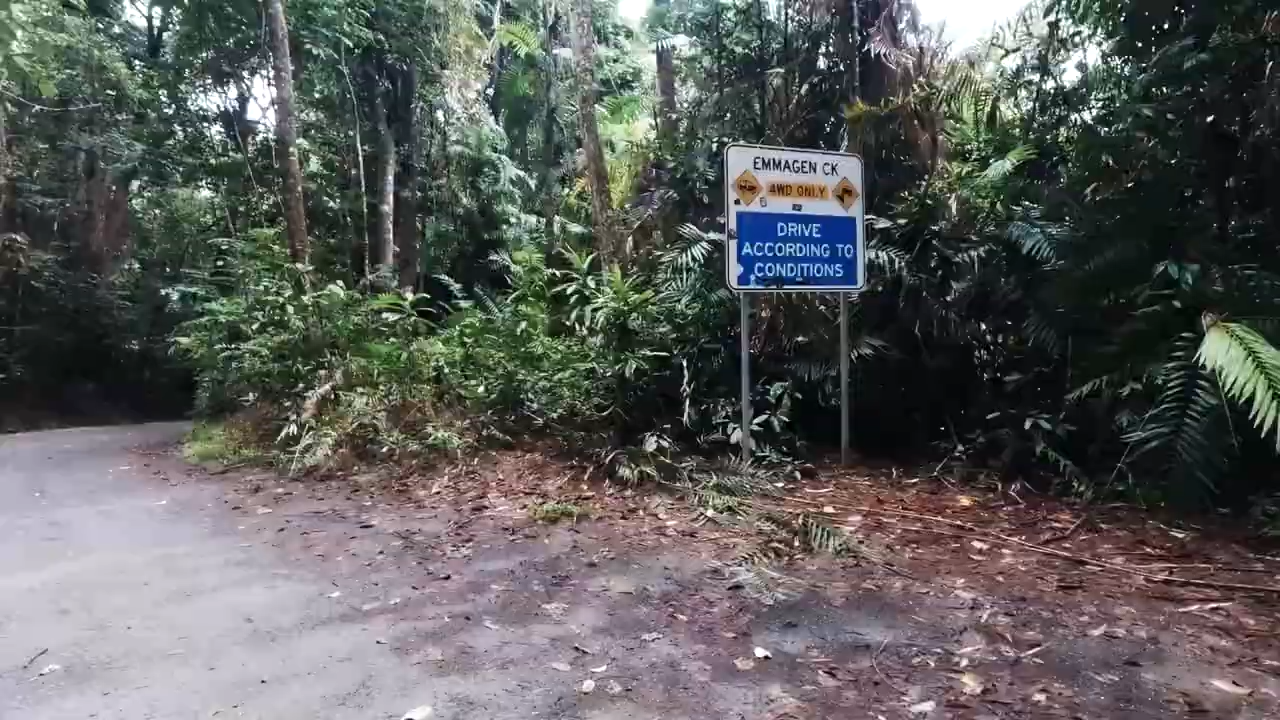 EMMAGEN CK
4WD ONLY
DRIVE
ACCORDING TO
CONDITIONS